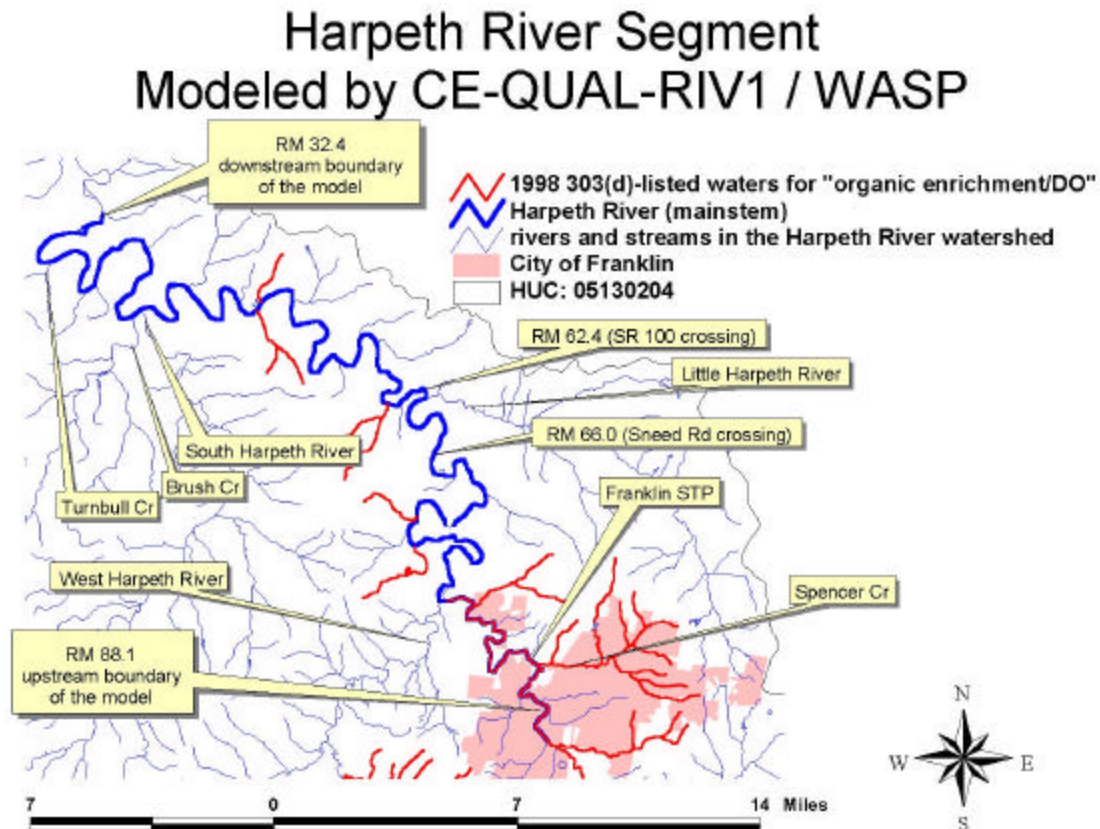 Harpeth River Segment
Modeled by CE-QUAL-RIV1 / WASP
RM 32.4
downstream boundary
of the model
1998 303(d)-listed waters for "organic enrichment/DO"
Harpeth River (mainstem)
rivers and streams in the Harpeth River watershed
City of Franklin
HUC: 05130204
RM 62.4 (SR 100 crossing)
Little Harpeth River
RM 66.0 (Sneed Rd crossing)
South Harpeth River
Brush Cr
Turnbull Cr
Franklin STP
West Harpeth River
Spencer Cr
RM 88.1
upstream boundary
of the model
N
W E
S
7 0 7 14 Miles